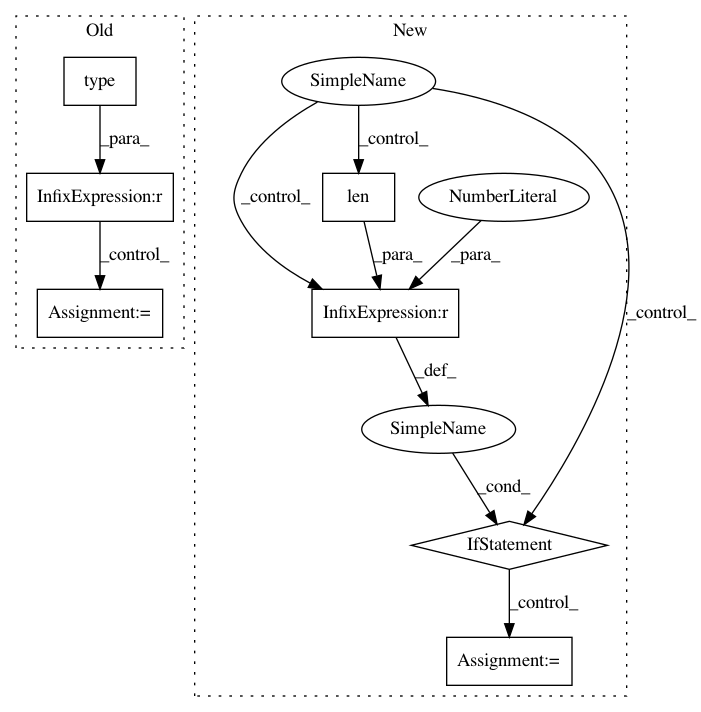 Old
New
type
SimpleName
_para_
_control_
InfixExpression:r
_control_
len
NumberLiteral
_control_
_para_
_para_
Assignment:=
InfixExpression:r
_control_
_def_
SimpleName
_cond_
IfStatement
_control_
Assignment:=